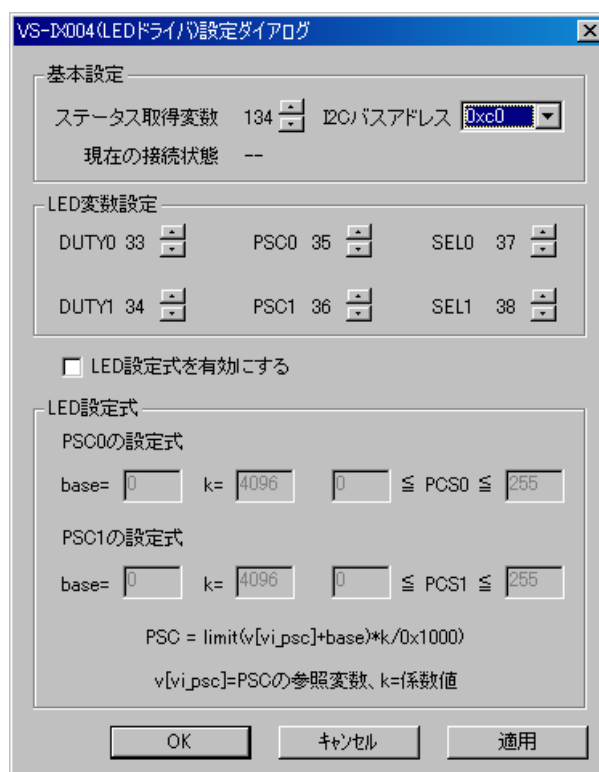 VS-IX004(LEDドライバ)設定ダイアログ
基本設定
ステータス取得変数 134 I2Cバスアドレス 0xc0
現在の接続状態 --
LED変数設定
DUTY0 33 PSC0 35 SEL0 37
DUTY1 34 PSC1 36 SEL1 38
LED設定式を有効にする
LED設定式
PSC0の設定式
base= 0 k= 4096 0 ≦ PCS0 ≦ 255
PSC1の設定式
base= 0 k= 4096 0 ≦ PCS1 ≦ 255
PSC = limit(v[vi_psc]+base)*k/0x1000)
v[vi_psc]=PSCの参照変数、k=係数値
OK キャンセル 適用